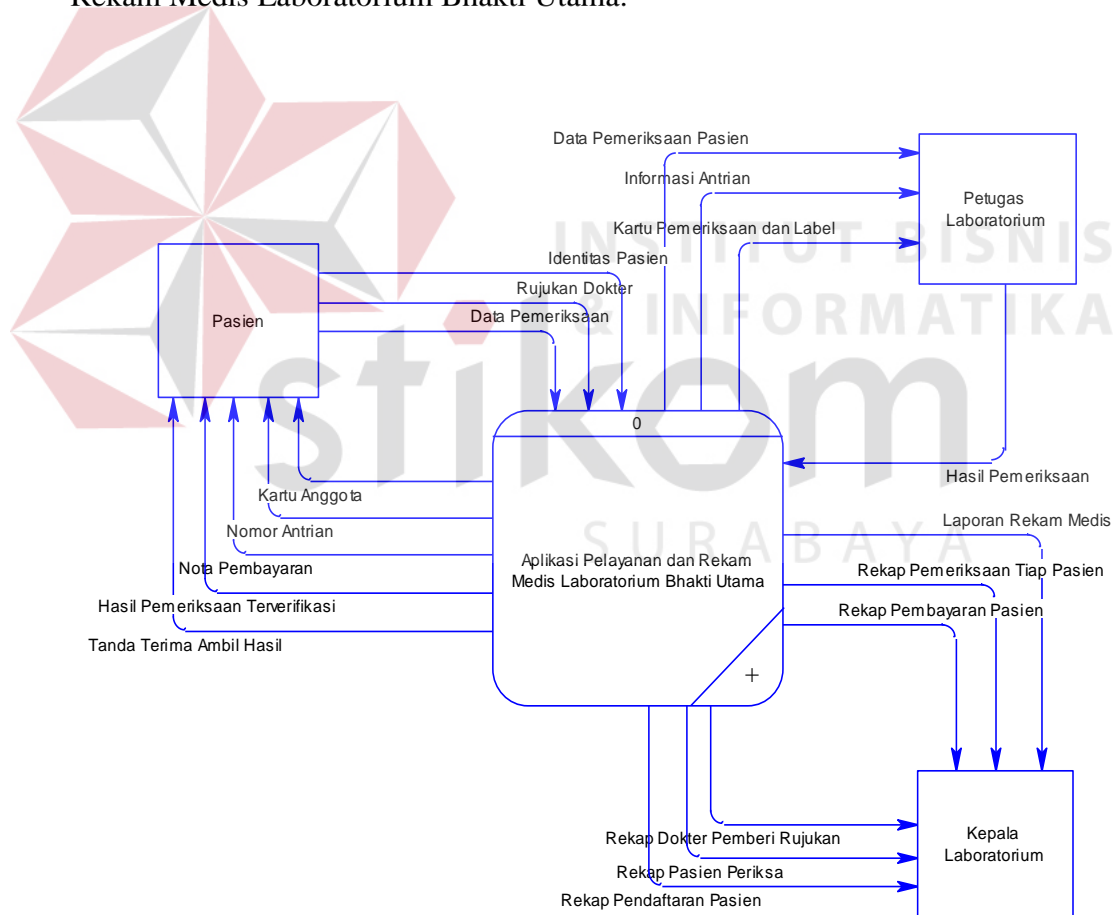 Rekam Medis Laboratorium Bhakti Utama.
Data Pemeriksaan Pasien
Informasi Antrian
Kartu Pemeriksaan dan Label
Petugas
Laboratorium
INSTITUT BISNIS
& INFORMATIKA
stikom
SURABAYA
Identitas Pasien
Rujukan Dokter
Data Pemeriksaan
Pasien
0
Hasil Pemeriksaan
Kartu Anggota
Nomor Antrian
Nota Pembayaran
Hasil Pemeriksaan Terverifikasi
Tanda Terima Ambil Hasil
Aplikasi Pelayanan dan Rekam
Medis Laboratorium Bhakti Utama
+
Laporan Rekam Medis
Rekap Pemeriksaan Tiap Pasien
Rekap Pembayaran Pasien
Rekap Dokter Pemberi Rujukan
Rekap Pasien Periksa
Rekap Pendaftaran Pasien
Kepala
Laboratorium